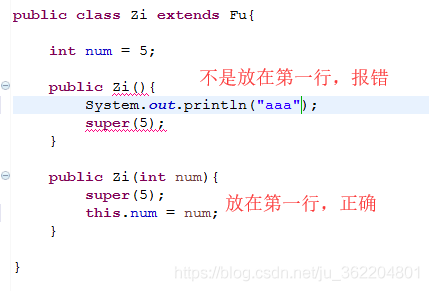 public class Zi extends Fu{
int num = 5;
public Zi(){
不是放在第一行，报错
System.out.println("aaa");
super(5);
}
public Zi(int num){
super(5);
放在第一行，正确
this.num = num;
}
}
https://blog.csdn.net/ju_362204801